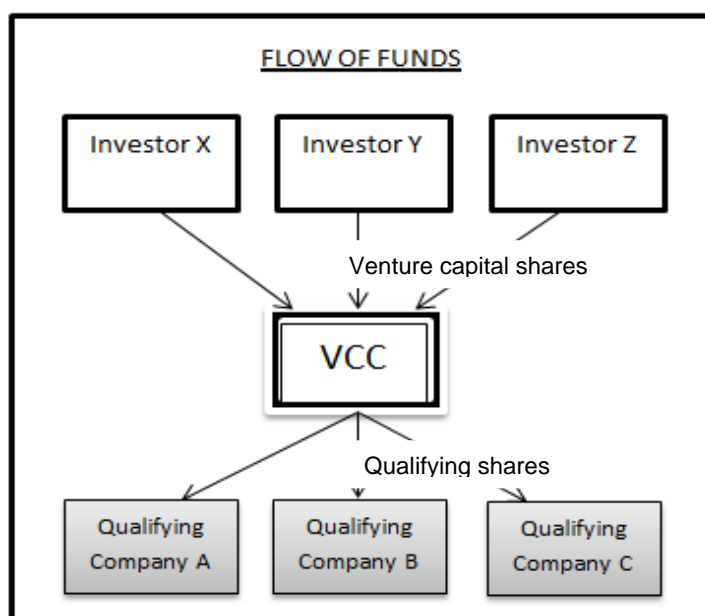 FLOW OF FUNDS
Investor X
Investor Y
Investor Z
Venture capital shares
VCC
Qualifying shares
Qualifying
Company A
Qualifying
Company B
Qualifying
Company C